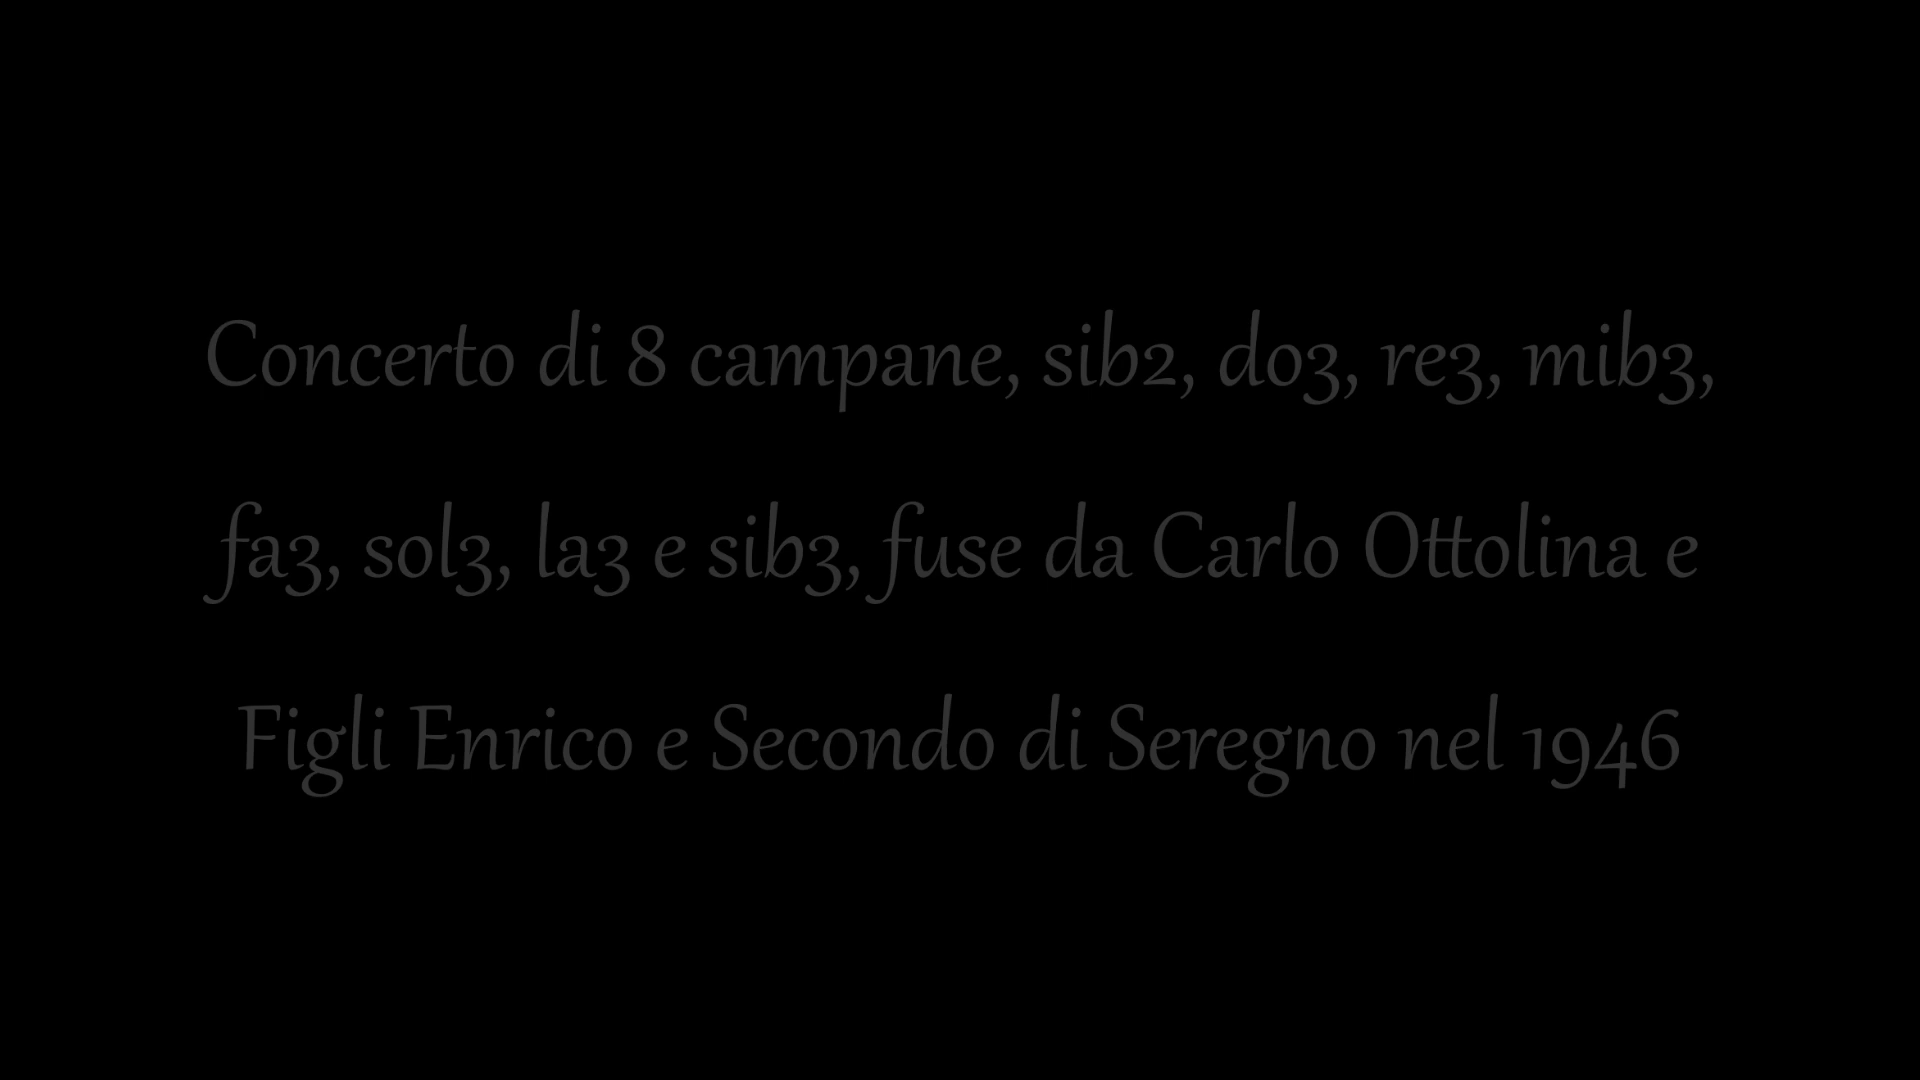 Concerto di 8 campane, sib2, do3, re3, mib3,
fa3, sol3, la3 e sib3, fuse da Carlo Ottolina e
Figli Enrico e Secondo di Seregno nel 1946